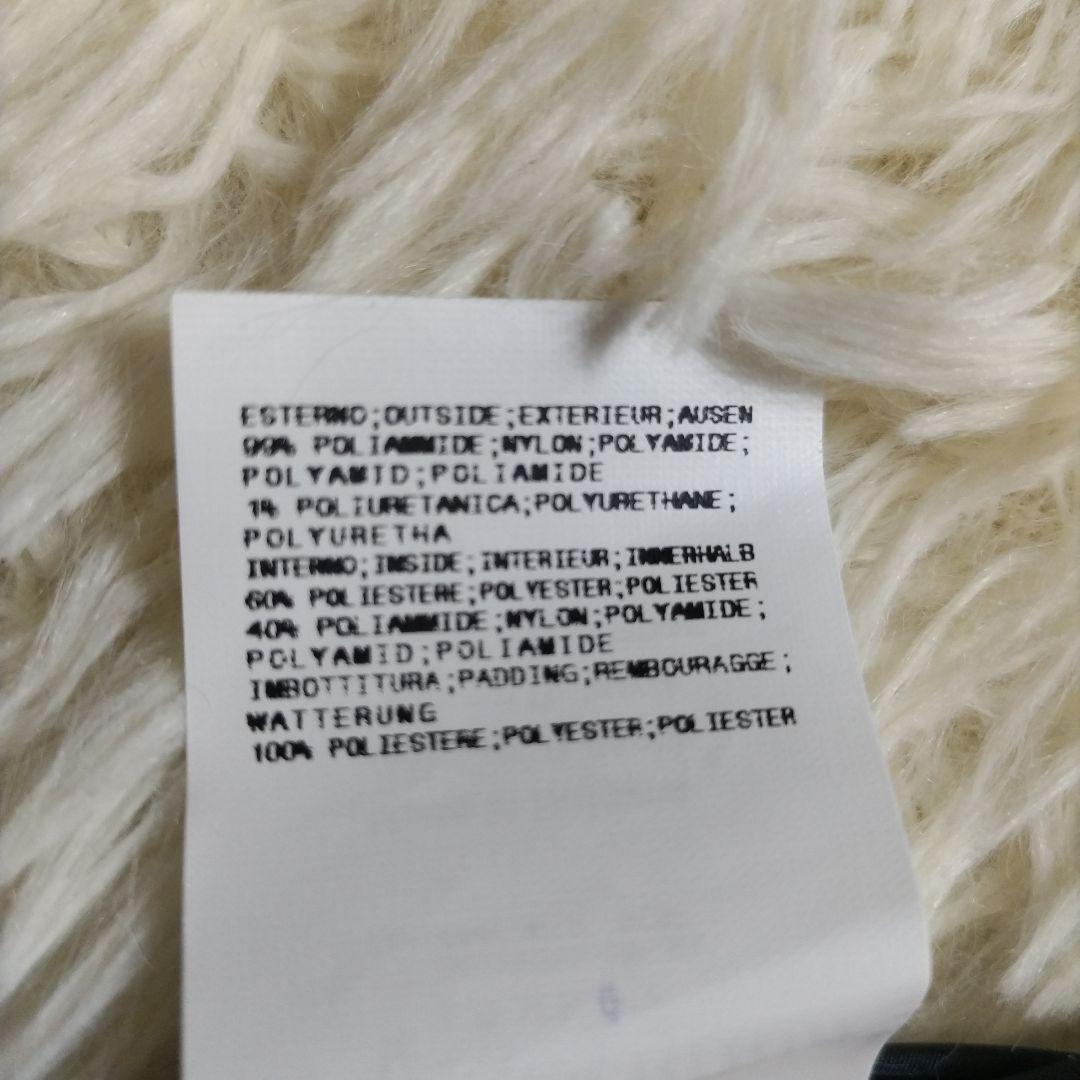 ESTERNO;OUTSIDE;EXTERIEUR;AUSEN
99% POLIAMMIDE;NYLON;POLYAMIDE;
POLYAMID;POLIAMIDE
1% POLIURETANICA;POLYURETHANE;
POLYURETHA
INTERNO;INSIDE;INTERIEUR;INNERHALB
60% POLIESTERE;POLYESTER;POLIESTER
40% POLIAMMIDE;NYLON;POLYAMIDE;
POLYAMID;POLIAMIDE
IMBOTTITURA;PADDING;REMBOURAGGE;
WATTERUNG
100% POLIESTERE;POLYESTER;POLIESTER